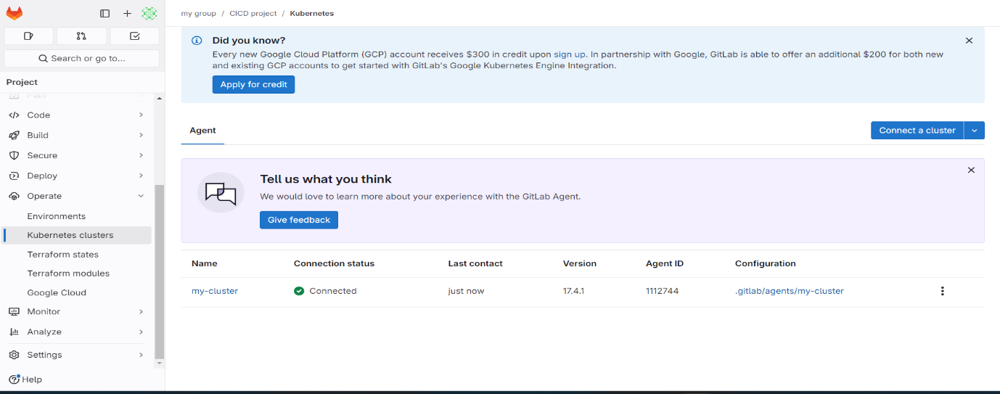 my group / CICD project / Kubernetes
Search or go to...
Project
Plan
Code
Build
Secure
Deploy
Operate
Environments
Kubernetes clusters
Terraform states
Terraform modules
Google Cloud
Monitor
Analyze
Settings
Help
Did you know?
Every new Google Cloud Platform (GCP) account receives $300 in credit upon sign up. In partnership with Google, GitLab is able to offer an additional $200 for both new
and existing GCP accounts to get started with GitLab's Google Kubernetes Engine Integration.
Apply for credit
Agent
Connect a cluster
Tell us what you think
We would love to learn more about your experience with the GitLab Agent.
Give feedback
Name Connection status Last contact Version Agent ID Configuration
my-cluster Connected just now 17.4.1 1112744 .gitlab/agents/my-cluster